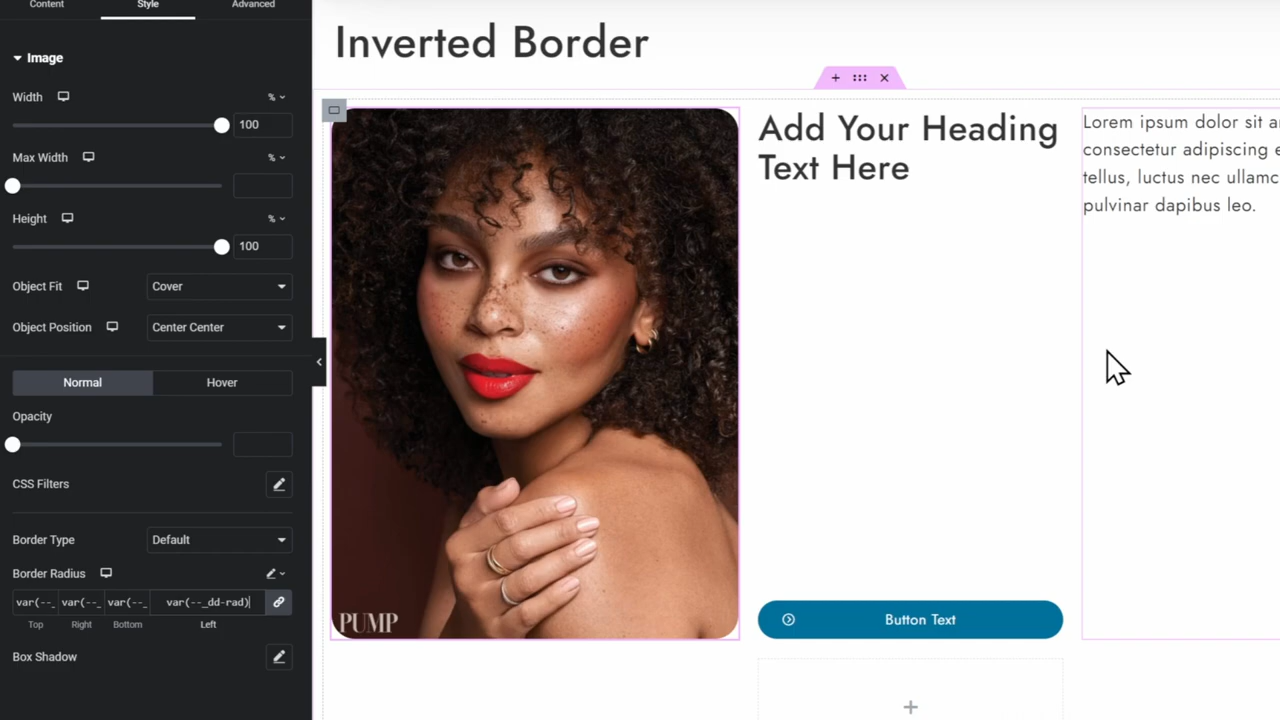 Content Style Advanced
Image
Width % 100
Max Width %
Height % 100
Object Fit Cover
Object Position Center Center
Normal Hover
Opacity
CSS Filters
Border Type Default
Border Radius
var(--_ var(--_ var(--_ var(--_dd-rad)
Top Right Bottom Left
Box Shadow
Inverted Border
PUMP
Add Your Heading
Text Here
Button Text
Lorem ipsum dolor sit a
consectetur adipiscing e
tellus, luctus nec ullamc
pulvinar dapibus leo.